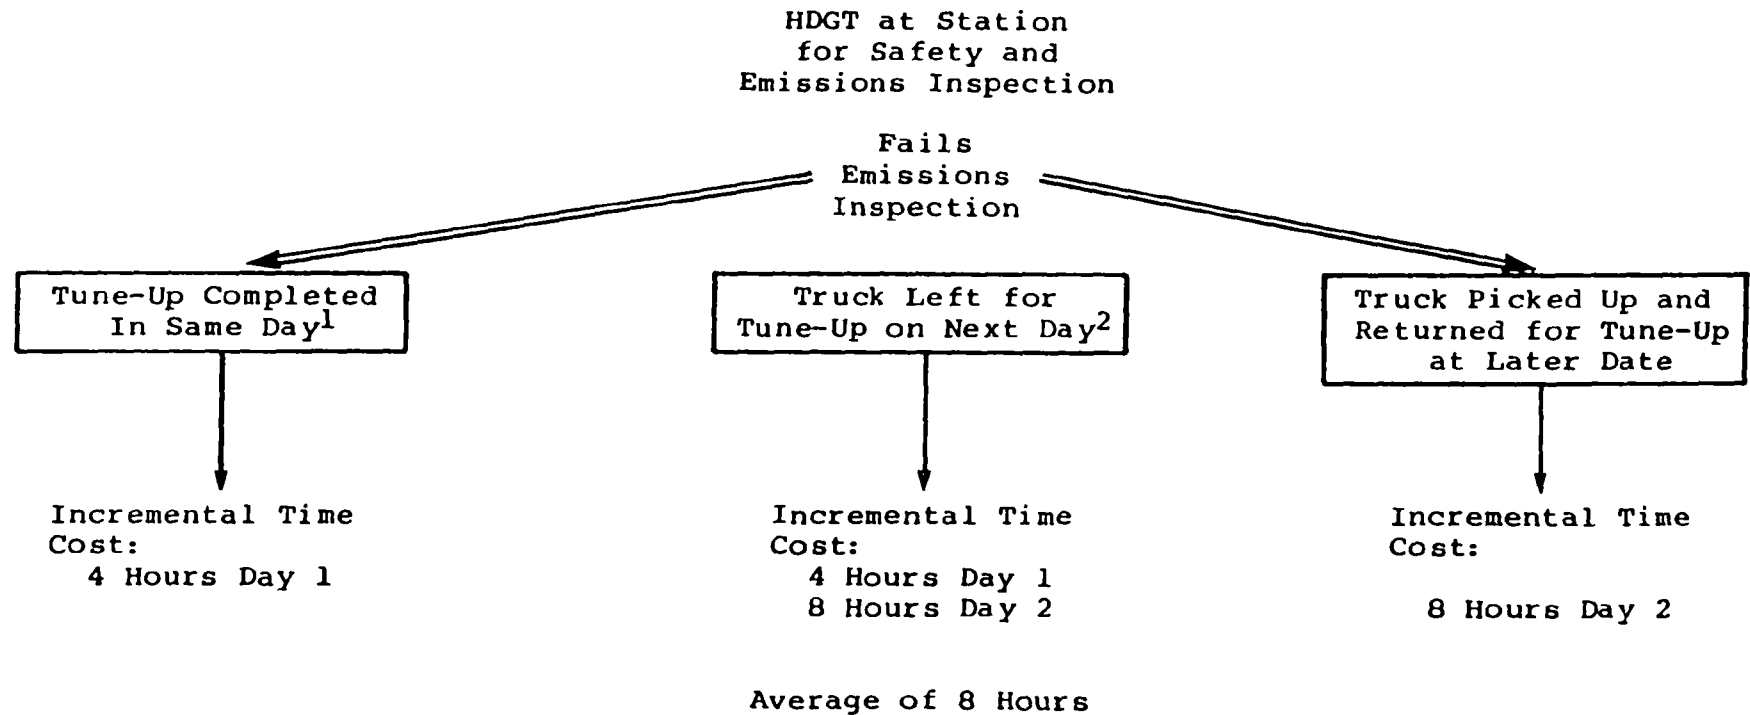 HDGT at Station
for Safety and
Emissions Inspection
Fails
Emissions
Inspection
Tune-Up Completed
In Same Day1
Truck Left for
Tune-Up on Next Day2
Truck Picked Up and
Returned for Tune-Up
at Later Date
Incremental Time
Cost:
4 Hours Day 1
Incremental Time
Cost:
4 Hours Day 1
8 Hours Day 2
Incremental Time
Cost:
8 Hours Day 2
Average of 8 Hours